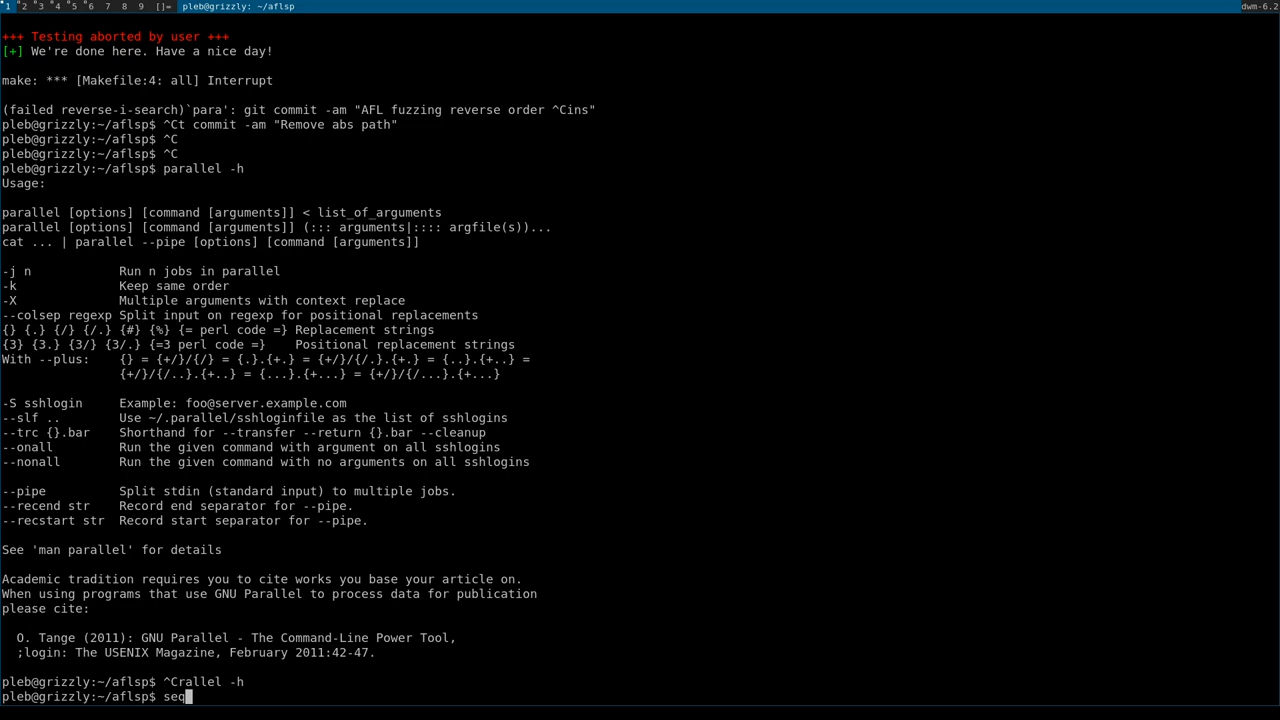 1 2 3 4 5 6 7 8 9 []= pleb@grizzly: ~/aflsp dwm-6.2
+++ Testing aborted by user +++
[+] We're done here. Have a nice day!
make: *** [Makefile:4: all] Interrupt
(failed reverse-i-search)`para': git commit -am "AFL fuzzing reverse order ^Cins"
pleb@grizzly:~/aflsp$ ^Ct commit -am "Remove abs path"
pleb@grizzly:~/aflsp$ ^C
pleb@grizzly:~/aflsp$ ^C
pleb@grizzly:~/aflsp$ parallel -h
Usage:
parallel [options] [command [arguments]] < list_of_arguments
parallel [options] [command [arguments]] (::: arguments|:::: argfile(s))...
cat ... | parallel --pipe [options] [command [arguments]]
-j n            Run n jobs in parallel
-k              Keep same order
-X              Multiple arguments with context replace
--colsep regexp Split input on regexp for positional replacements
{} {.} {/} {/.} {#} {%} {= perl code =} Replacement strings
{3} {3.} {3/} {3/.} {=3 perl code =}    Positional replacement strings
With --plus:    {} = {+/}/{/} = {.}.{+.} = {+/}/{/.}.{+.} = {..}.{+..} =
                {+/}/{/..}.{+..} = {...}.{+...} = {+/}/{/...}.{+...}
-S sshlogin     Example: foo@server.example.com
--slf ..        Use ~/.parallel/sshloginfile as the list of sshlogins
--trc {}.bar    Shorthand for --transfer --return {}.bar --cleanup
--onall         Run the given command with argument on all sshlogins
--nonall        Run the given command with no arguments on all sshlogins
--pipe          Split stdin (standard input) to multiple jobs.
--recend str    Record end separator for --pipe.
--recstart str  Record start separator for --pipe.
See 'man parallel' for details
Academic tradition requires you to cite works you base your article on.
When using programs that use GNU Parallel to process data for publication
please cite:
  O. Tange (2011): GNU Parallel - The Command-Line Power Tool,
  ;login: The USENIX Magazine, February 2011:42-47.
pleb@grizzly:~/aflsp$ ^Crallel -h
pleb@grizzly:~/aflsp$ seq